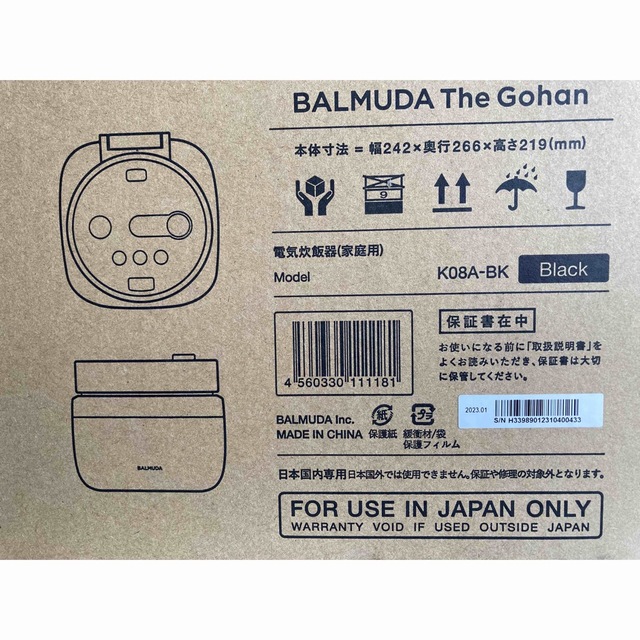 BALMUDA The Gohan
本体寸法 = 幅242×奥行266×高さ219(mm)
9
電気炊飯器(家庭用)
Model K08A-BK Black
4 560330 111181
保証書在中
お使いになる前に「取扱説明書」を
よくお読みいただき、保証書は大切
に保管してください。
2023.01
S/N H33989012310400433
BALMUDA Inc.
MADE IN CHINA
紙
保護紙
プラ
緩衝材/袋
保護フィルム
BALMUDA
日本国内専用 日本国外では使用できません。保証や修理の対象外となります。
FOR USE IN JAPAN ONLY
WARRANTY VOID IF USED OUTSIDE JAPAN